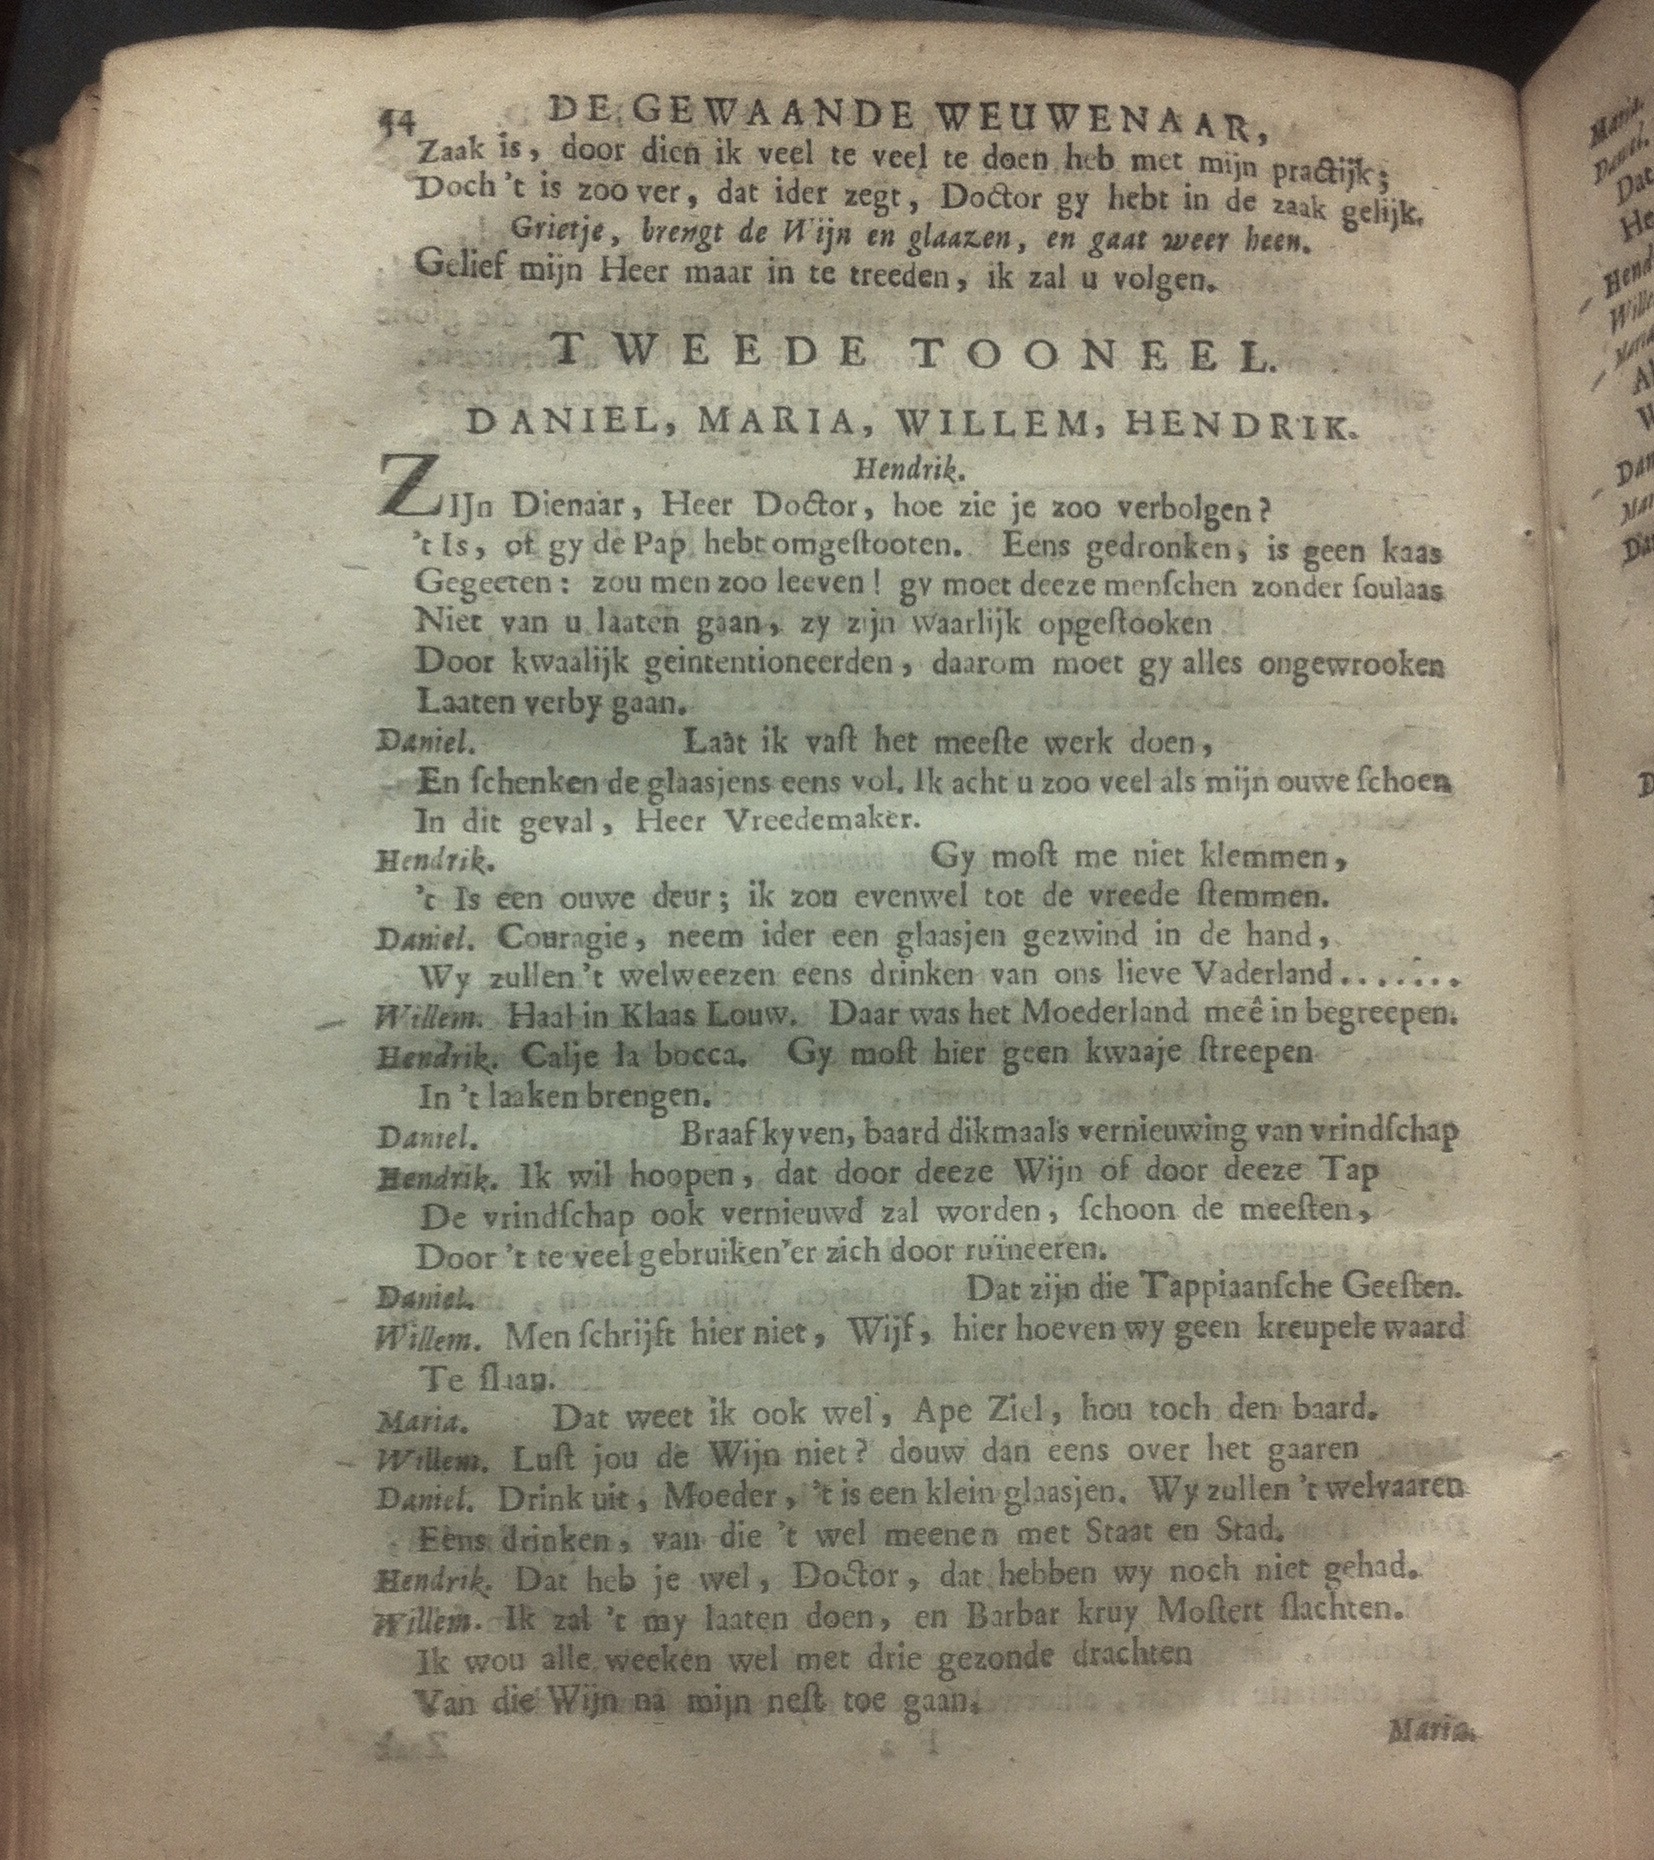 54 DE GEWAANDE WEUWENAAR,
Zaak is, door dien ik veel te veel te doen heb met mijn practijk;
Doch 't is zoo ver, dat ider zegt, Doctor gy hebt in de zaak gelijk.
Grietje, brengt de Wijn en glaazen, en gaat weer heen.
Gelief mijn Heer maar in te treeden, ik zal u volgen.
TWEEDE TOONEEL.
DANIEL, MARIA, WILLEM, HENDRIK.
Hendrik.
ZIJn Dienaar, Heer Doctor, hoe zie je zoo verbolgen?
't Is, of gy de Pap hebt omgeſtooten. Eens gedronken, is geen kaas
Gegeeten: zou men zoo leeven! gy moet deeze menſchen zonder ſoulaas
Niet van u laaten gaan, zy zijn waarlijk opgeſtooken
Door kwaalijk geintentioneerden, daarom moet gy alles ongewrooken
Laaten verby gaan.
Daniel. Laat ik vaſt het meeſte werk doen,
En ſchenken de glaasjens eens vol. Ik acht u zoo veel als mijn ouwe ſchoen
In dit geval, Heer Vreedemaker.
Hendrik. Gy moſt me niet klemmen,
't Is een ouwe deur; ik zou evenwel tot de vreede ſtemmen.
Daniel. Couragie, neem ider een glaasjen gezwind in de hand,
Wy zullen 't welweezen eens drinken van ons lieve Vaderland.......
Willem. Haal in Klaas Louw. Daar was het Moederland meê in begreepen.
Hendrik. Calje la bocca. Gy moſt hier geen kwaaje ſtreepen
In 't laaken brengen.
Daniel. Braaf kyven, baard dikmaals vernieuwing van vrindſchap
Hendrik. Ik wil hoopen, dat door deeze Wijn of door deeze Tap
De vrindſchap ook vernieuwd zal worden, ſchoon de meeſten,
Door 't te veel gebruiken 'er zich door ruïneeren.
Daniel. Dat zijn die Tappiaanſche Geeſten.
Willem. Men ſchrijft hier niet, Wijf, hier hoeven wy geen kreupele waard
Te ſlaan.
Maria. Dat weet ik ook wel, Ape Ziel, hou toch den baard.
Willem. Luſt jou de Wijn niet? douw dan eens over het gaaren
Daniel. Drink uit, Moeder, 't is een klein glaasjen. Wy zullen 't welvaaren
Eens drinken, van die 't wel meenen met Staat en Stad.
Hendrik. Dat heb je wel, Doctor, dat hebben wy noch niet gehad.
Willem. Ik zal 't my laaten doen, en Barbar kruy Moſtert ſlachten.
Ik wou alle weeken wel met drie gezonde drachten
Van die Wijn na mijn neſt toe gaan.
Maria.
Maria.
Daniel.
Dat
He
Hend
Wille
Maria
Al
W
Dan
Mar
Da